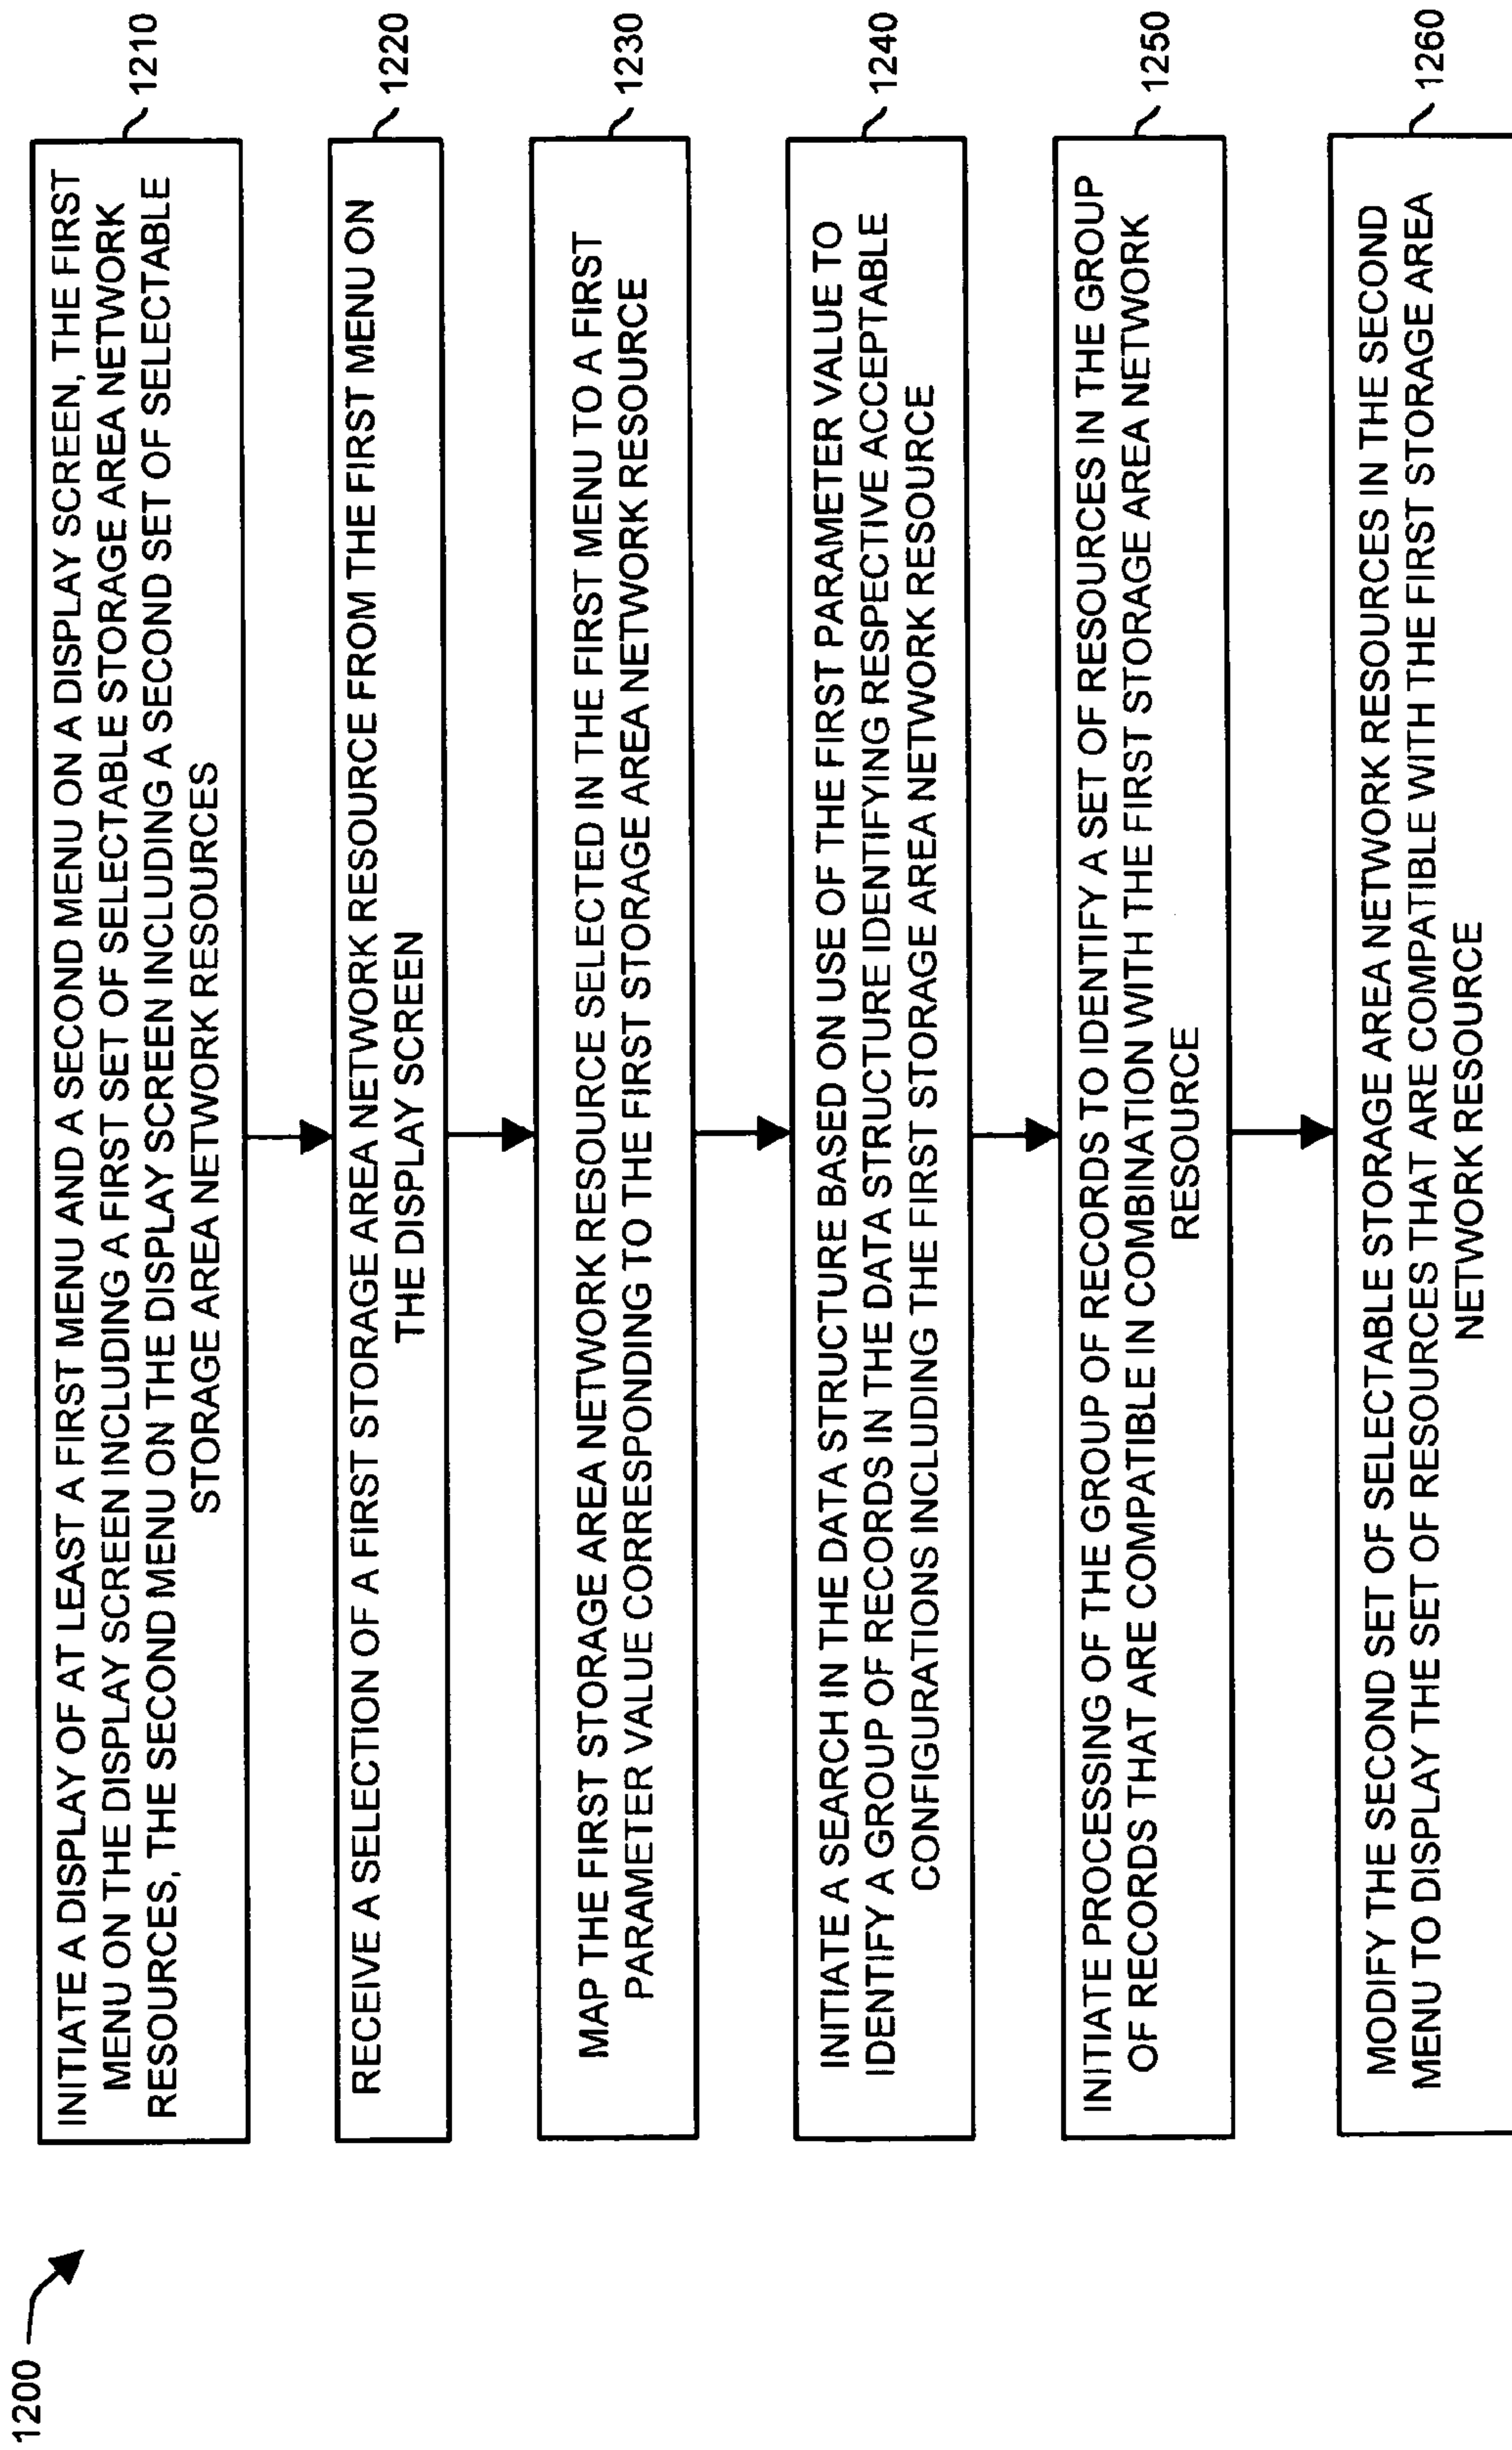 1200
INITIATE A DISPLAY OF AT LEAST A FIRST MENU AND A SECOND MENU ON A DISPLAY SCREEN, THE FIRST
MENU ON THE DISPLAY SCREEN INCLUDING A FIRST SET OF SELECTABLE STORAGE AREA NETWORK
RESOURCES, THE SECOND MENU ON THE DISPLAY SCREEN INCLUDING A SECOND SET OF SELECTABLE
STORAGE AREA NETWORK RESOURCES
1210
RECEIVE A SELECTION OF A FIRST STORAGE AREA NETWORK RESOURCE FROM THE FIRST MENU ON
THE DISPLAY SCREEN
1220
MAP THE FIRST STORAGE AREA NETWORK RESOURCE SELECTED IN THE FIRST MENU TO A FIRST
PARAMETER VALUE CORRESPONDING TO THE FIRST STORAGE AREA NETWORK RESOURCE
1230
INITIATE A SEARCH IN THE DATA STRUCTURE BASED ON USE OF THE FIRST PARAMETER VALUE TO
IDENTIFY A GROUP OF RECORDS IN THE DATA STRUCTURE IDENTIFYING RESPECTIVE ACCEPTABLE
CONFIGURATIONS INCLUDING THE FIRST STORAGE AREA NETWORK RESOURCE
1240
INITIATE PROCESSING OF THE GROUP OF RECORDS TO IDENTIFY A SET OF RESOURCES IN THE GROUP
OF RECORDS THAT ARE COMPATIBLE IN COMBINATION WITH THE FIRST STORAGE AREA NETWORK
RESOURCE
1250
MODIFY THE SECOND SET OF SELECTABLE STORAGE AREA NETWORK RESOURCES IN THE SECOND
MENU TO DISPLAY THE SET OF RESOURCES THAT ARE COMPATIBLE WITH THE FIRST STORAGE AREA
NETWORK RESOURCE
1260